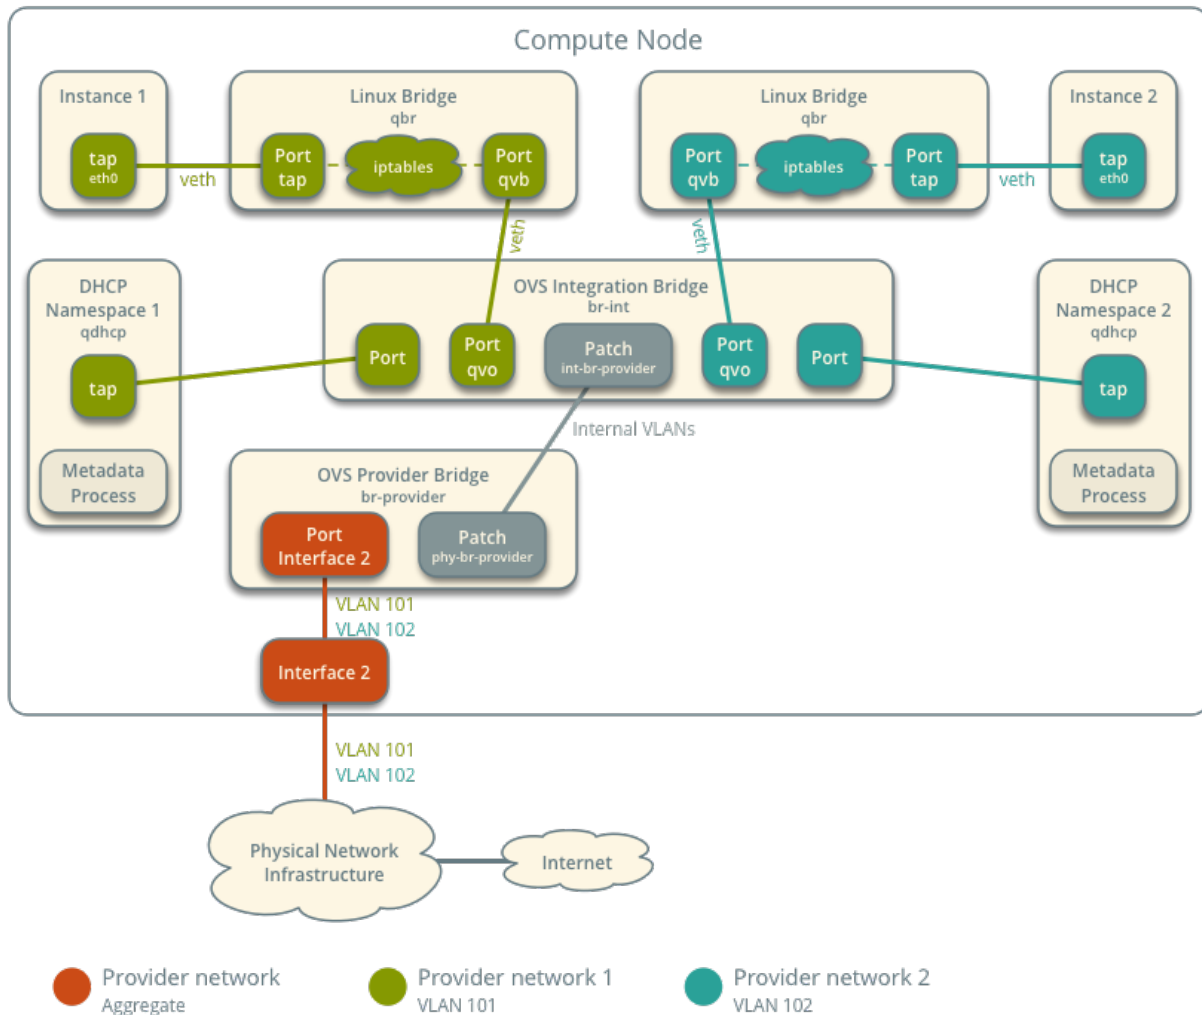 Compute Node
Instance 1
tap
eth0
veth
Linux Bridge
qbr
Port
tap
iptables
Port
qvb
veth
Linux Bridge
qbr
Port
qvb
iptables
Port
tap
veth
veth
Instance 2
tap
eth0
DHCP
Namespace 1
qdhcp
tap
Metadata
Process
OVS Integration Bridge
br-int
Port
Port
qvo
Patch
int-br-provider
Port
qvo
Port
DHCP
Namespace 2
qdhcp
tap
Metadata
Process
Internal VLANs
OVS Provider Bridge
br-provider
Port
Interface 2
Patch
phy-br-provider
VLAN 101
VLAN 102
Interface 2
VLAN 101
VLAN 102
Physical Network
Infrastructure
Internet
Provider network
Aggregate
Provider network 1
VLAN 101
Provider network 2
VLAN 102